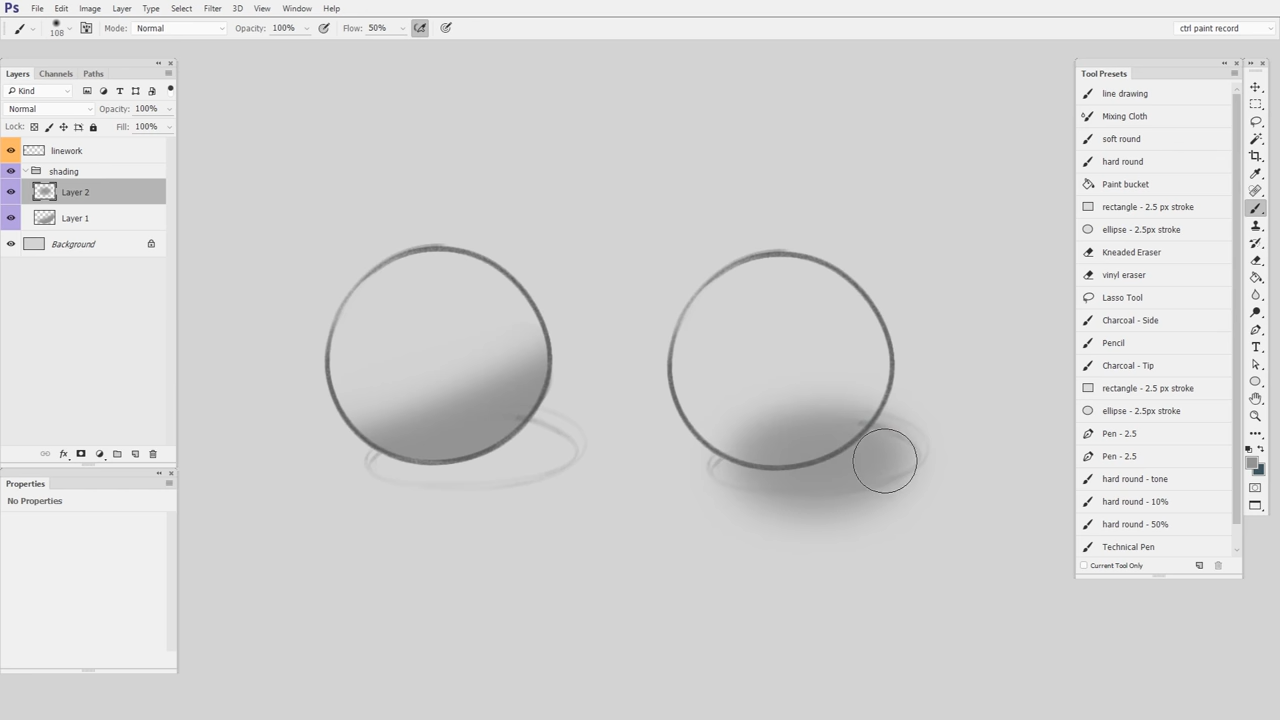 Ps File Edit Image Layer Type Select Filter 3D View Window Help
108 Mode: Normal Opacity: 100% Flow: 50% ctrl paint record
Layers Channels Paths
Kind
Normal Opacity: 100%
Lock: Fill: 100%
linework
shading
Layer 2
Layer 1
Background
fx
Properties
No Properties
Tool Presets
line drawing
Mixing Cloth
soft round
hard round
Paint bucket
rectangle - 2.5 px stroke
ellipse - 2.5px stroke
Kneaded Eraser
vinyl eraser
Lasso Tool
Charcoal - Side
Pencil
Charcoal - Tip
rectangle - 2.5 px stroke
ellipse - 2.5px stroke
Pen - 2.5
Pen - 2.5
hard round - tone
hard round - 10%
hard round - 50%
Technical Pen
Current Tool Only